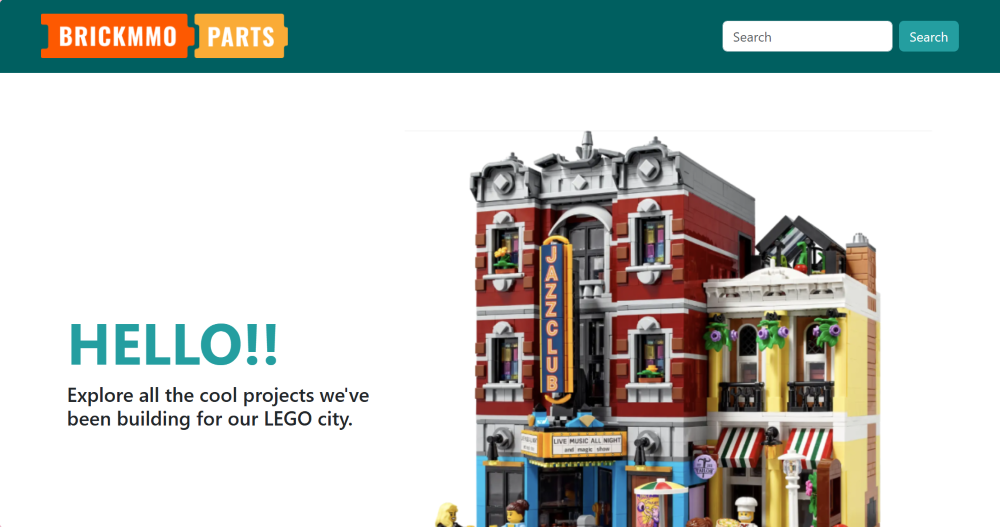 BRICKMMO PARTS
Search
Search
HELLO!!
Explore all the cool projects we've
been building for our LEGO city.
JAZZ CLUB
LIVE MUSIC ALL NIGHT
and magic show